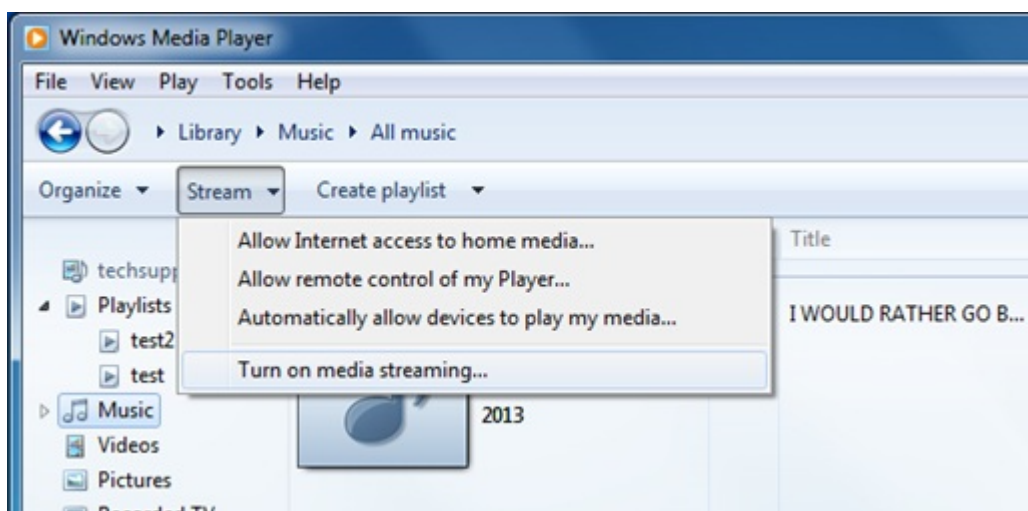 Windows Media Player
File View Play Tools Help
Library Music All music
Organize Stream Create playlist
Allow Internet access to home media...
Title
Allow remote control of my Player...
Automatically allow devices to play my media...
Turn on media streaming...
Playlists
test2
test
Music
Videos
Pictures
I WOULD RATHER GO B...
2013